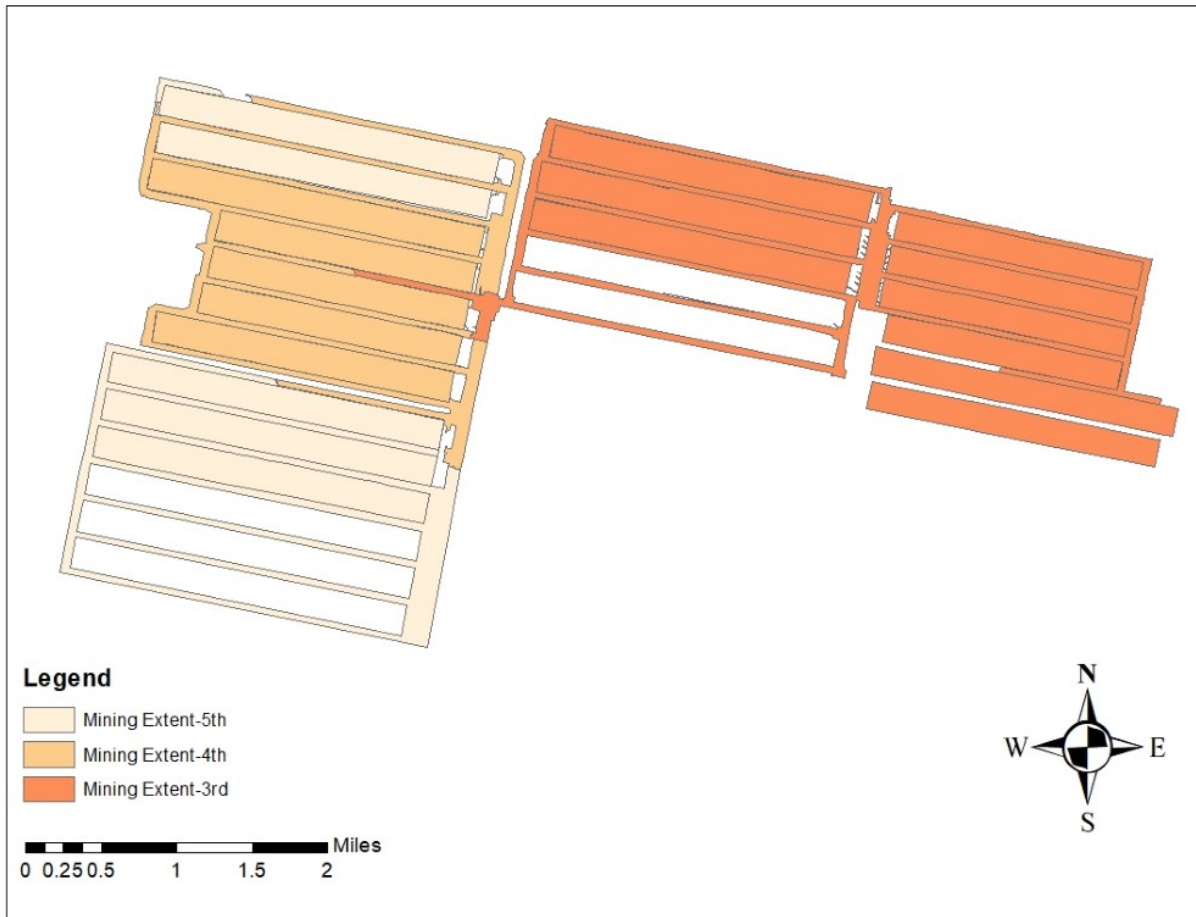 N
W E
S
Legend
Mining Extent-5th
Mining Extent-4th
Mining Extent-3rd
Miles
0 0.25 0.5 1 1.5 2